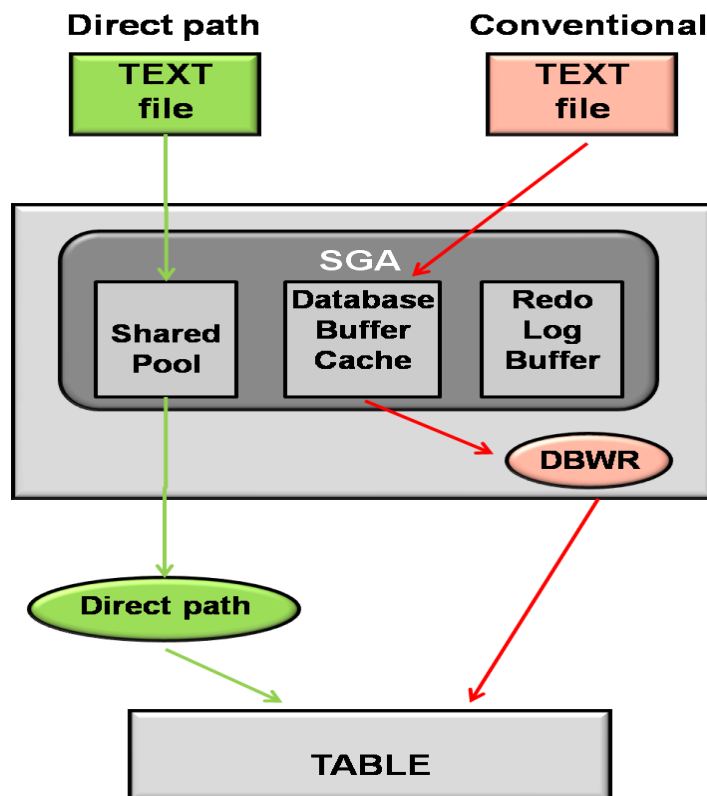 Direct path
Conventional
TEXT
file
TEXT
file
SGA
Shared
Pool
Database
Buffer
Cache
Redo
Log
Buffer
DBWR
Direct path
TABLE